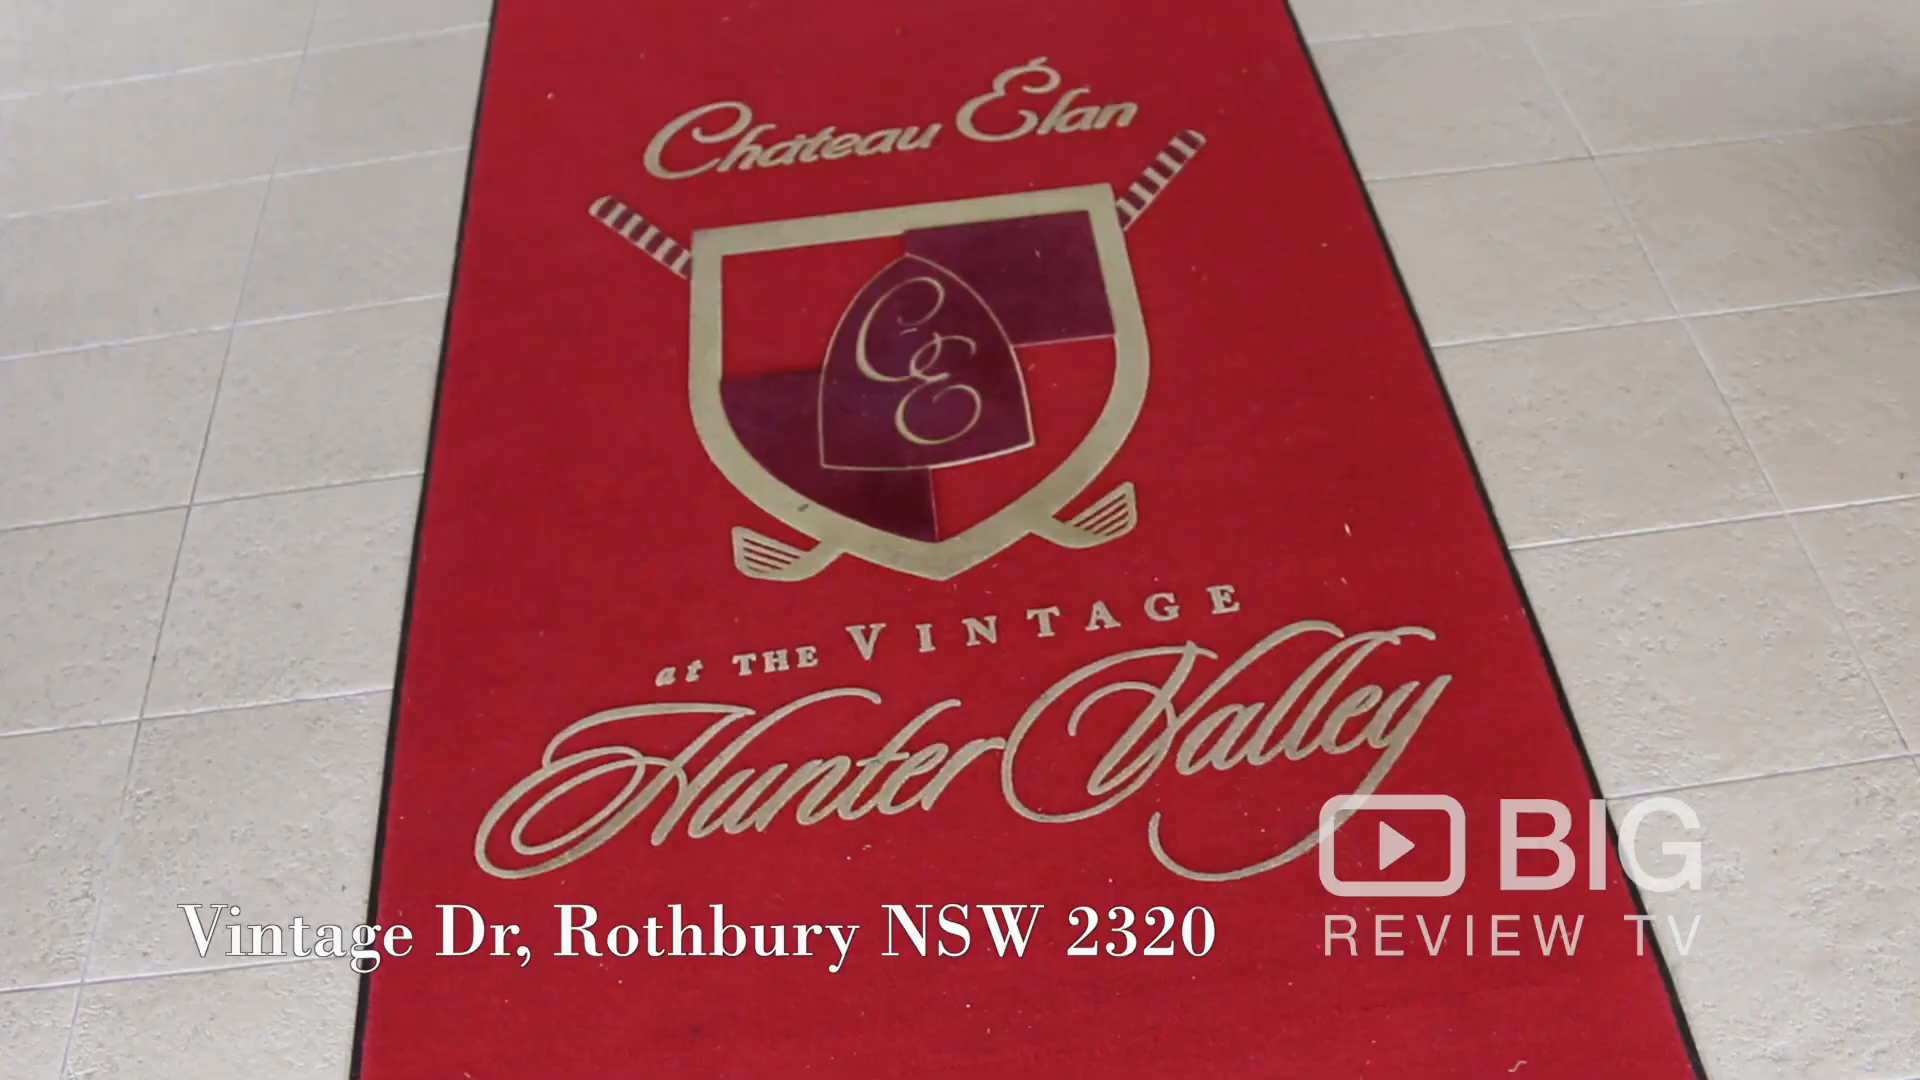 Château Élan
CE
at THE VINTAGE
Hunter Valley
Vintage Dr, Rothbury NSW 2320
BIG
REVIEW TV